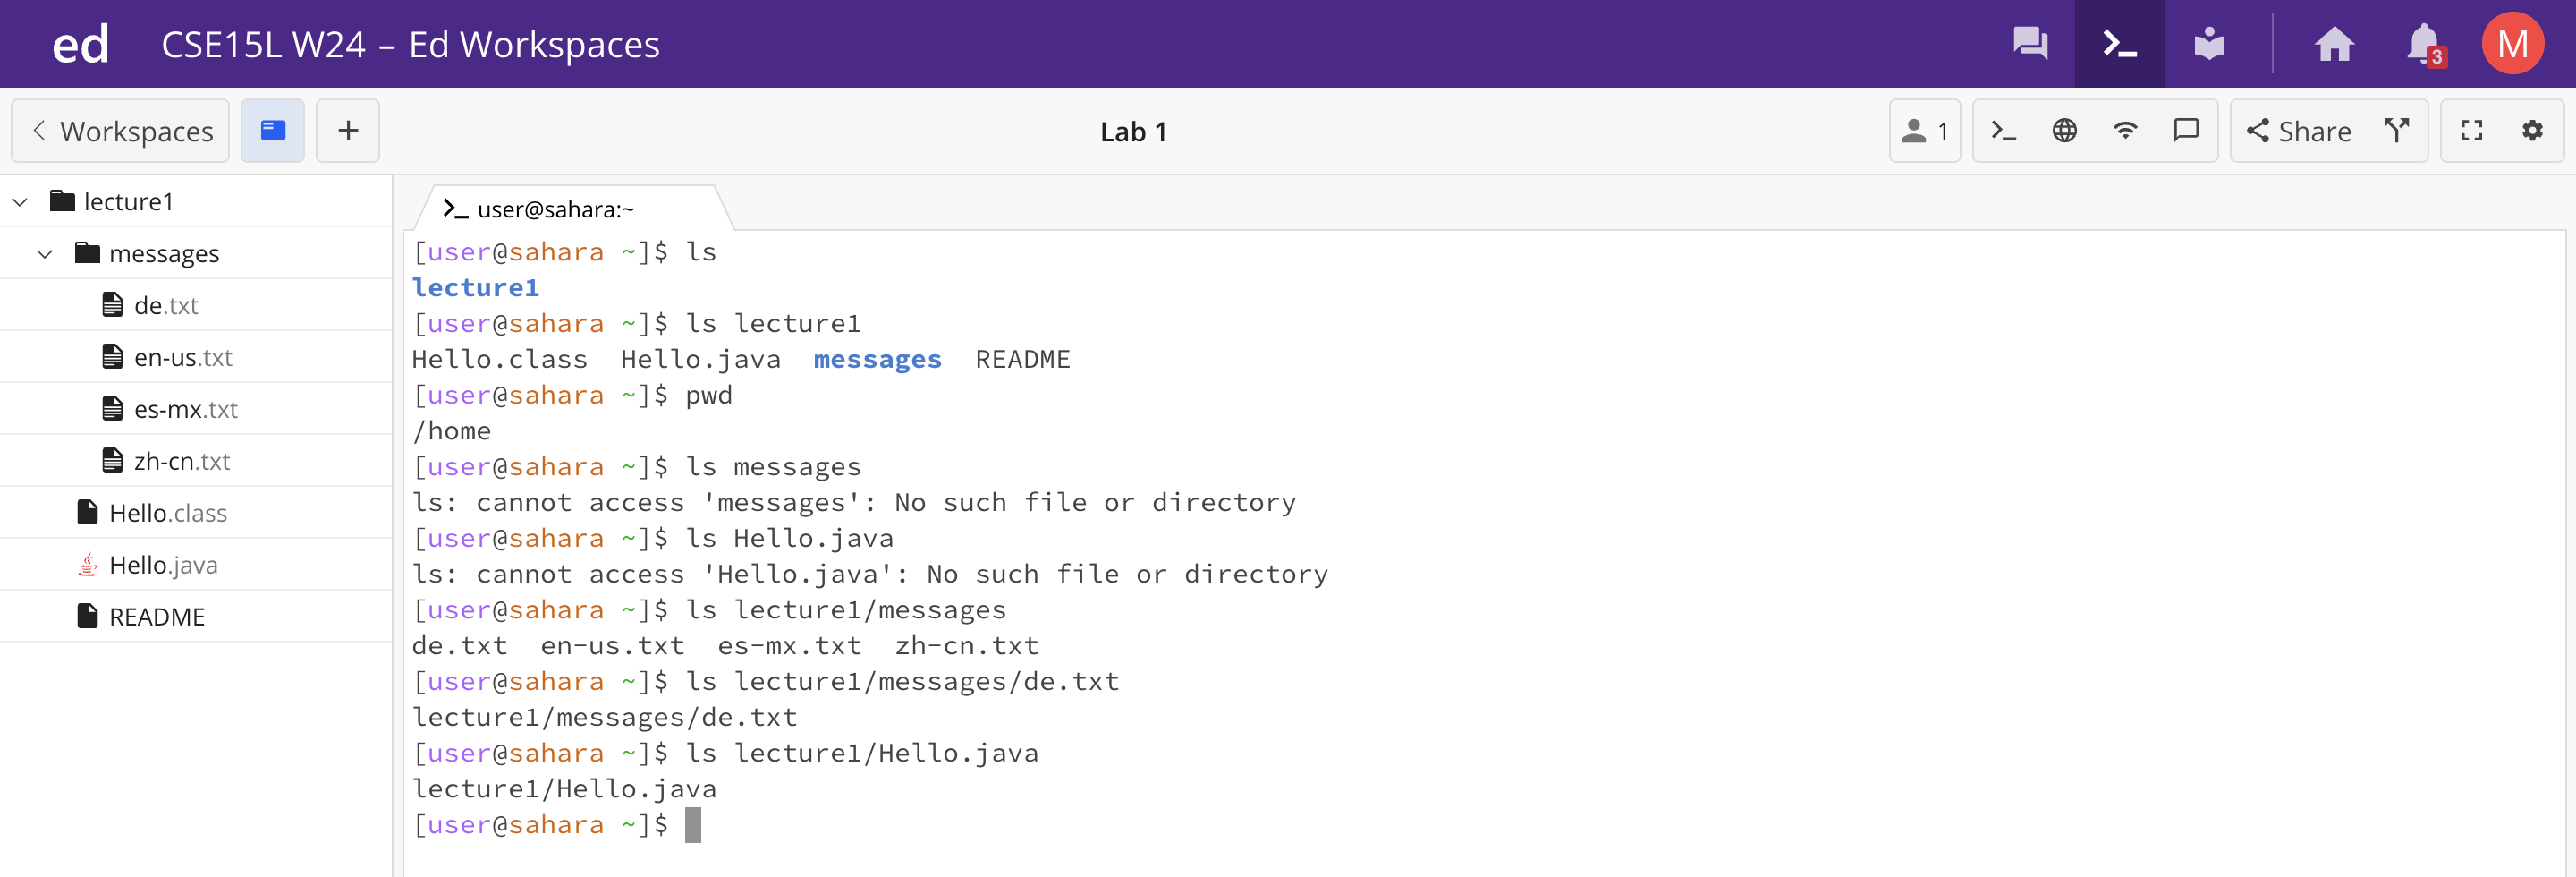 ed CSE15L W24 – Ed Workspaces 3 M
Workspaces + Lab 1 1 Share
lecture1
messages
de.txt
en-us.txt
es-mx.txt
zh-cn.txt
Hello.class
Hello.java
README
user@sahara:~
[user@sahara ~]$ ls
lecture1
[user@sahara ~]$ ls lecture1
Hello.class  Hello.java  messages  README
[user@sahara ~]$ pwd
/home
[user@sahara ~]$ ls messages
ls: cannot access 'messages': No such file or directory
[user@sahara ~]$ ls Hello.java
ls: cannot access 'Hello.java': No such file or directory
[user@sahara ~]$ ls lecture1/messages
de.txt  en-us.txt  es-mx.txt  zh-cn.txt
[user@sahara ~]$ ls lecture1/messages/de.txt
lecture1/messages/de.txt
[user@sahara ~]$ ls lecture1/Hello.java
lecture1/Hello.java
[user@sahara ~]$